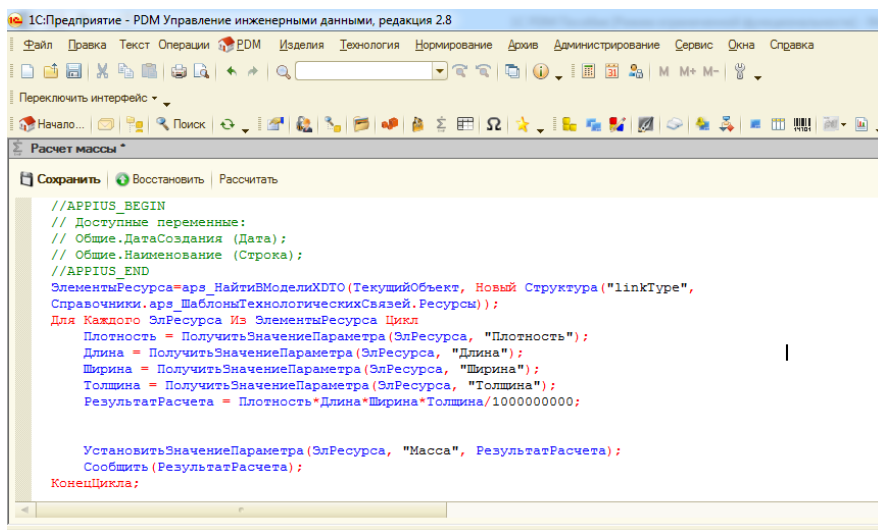 1С:Предприятие - PDM Управление инженерными данными, редакция 2.8
Файл Правка Текст Операции PDM Изделия Технология Нормирование Архив Администрирование Сервис Окна Справка
M M+ M-
Переключить интерфейс
Начало... Поиск
Расчет массы *
Сохранить Восстановить Рассчитать
//APPIUS_BEGIN
// Доступные переменные:
// Общие.ДатаСоздания (Дата);
// Общие.Наименование (Строка);
//APPIUS_END
ЭлементыРесурса=aps_НайтиВМоделиXDTO(ТекущийОбъект, Новый Структура("linkType",
Справочники.aps_ШаблоныТехнологическихСвязей.Ресурсы));
Для Каждого ЭлРесурса Из ЭлементыРесурса Цикл
Плотность = ПолучитьЗначениеПараметра(ЭлРесурса, "Плотность");
Длина = ПолучитьЗначениеПараметра(ЭлРесурса, "Длина");
Ширина = ПолучитьЗначениеПараметра(ЭлРесурса, "Ширина");
Толщина = ПолучитьЗначениеПараметра(ЭлРесурса, "Толщина");
РезультатРасчета = Плотность*Длина*Ширина*Толщина/1000000000;
УстановитьЗначениеПараметра(ЭлРесурса, "Масса", РезультатРасчета);
Сообщить(РезультатРасчета);
КонецЦикла;